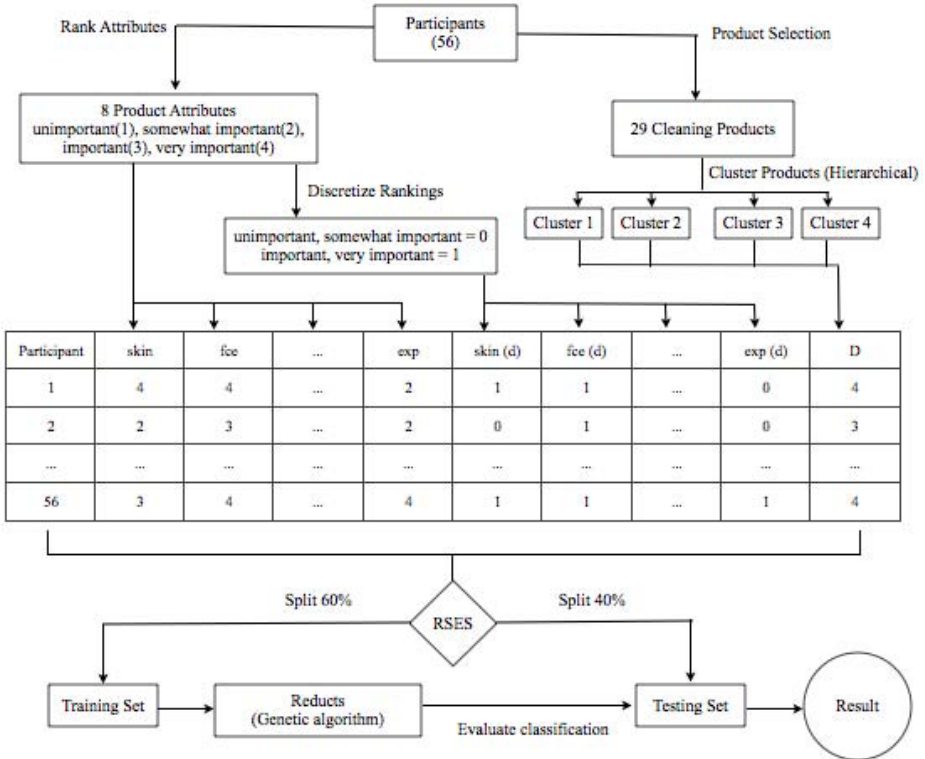 Rank Attributes
Participants
(56)
Product Selection
8 Product Attributes
unimportant(1), somewhat important(2),
important(3), very important(4)
29 Cleaning Products
Cluster Products (Hierarchical)
Discretize Rankings
Cluster 1
Cluster 2
Cluster 3
Cluster 4
unimportant, somewhat important = 0
important, very important = 1
Participant skin fce ... exp skin (d) fce (d) ... exp (d) D
1 4 4 ... 2 1 1 ... 0 4
2 2 3 ... 2 0 1 ... 0 3
... ... ... ... ... ... ... ... ... ...
56 3 4 ... 4 1 1 ... 1 4
Split 60%
Split 40%
RSES
Training Set
Reducts
(Genetic algorithm)
Evaluate classification
Testing Set
Result